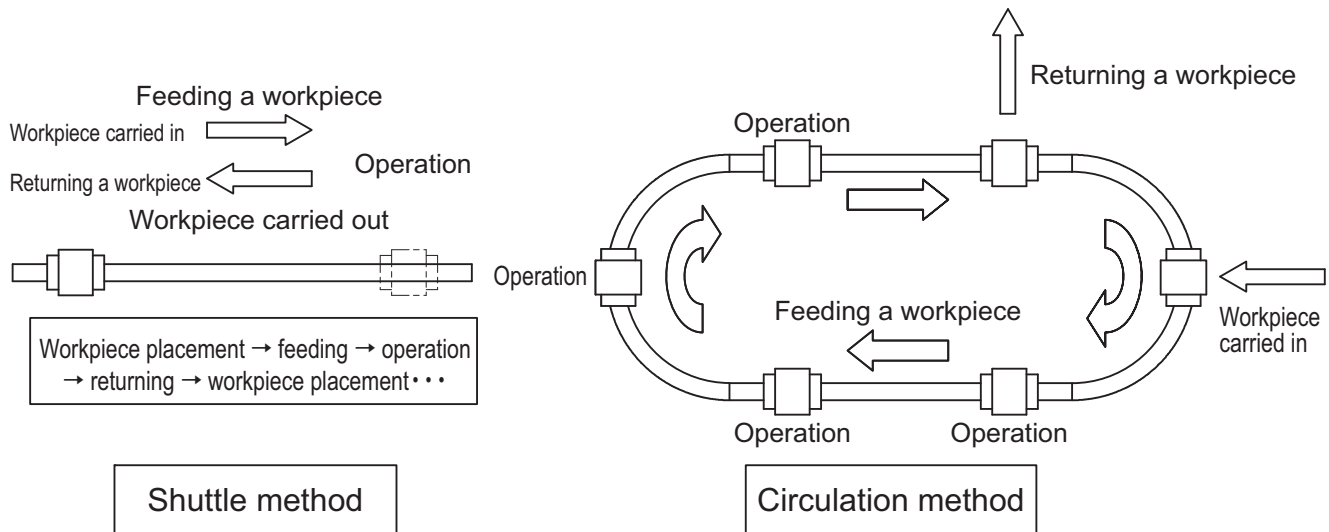 Feeding a workpiece
Workpiece carried in
Returning a workpiece
Operation
Workpiece carried out
Workpiece placement → feeding → operation
→ returning → workpiece placement・・・
Shuttle method
Returning a workpiece
Operation
Operation
Feeding a workpiece
Workpiece
carried in
Operation
Operation
Circulation method